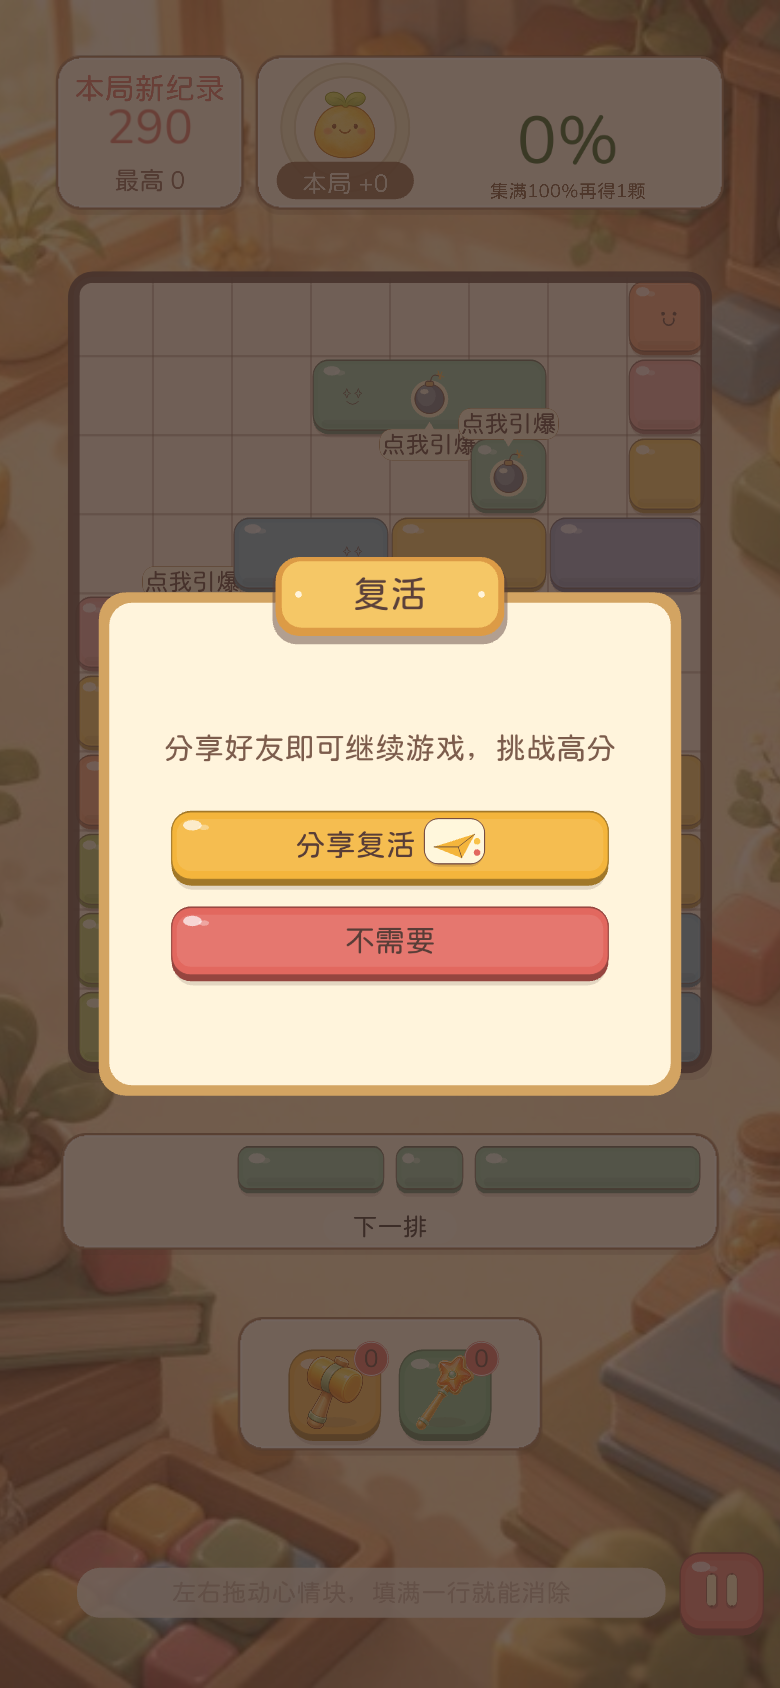 本局新纪录
290
最高 0
本局 +0
0%
集满100%再得1颗
点我引爆
点我引爆
点我引爆
复活
分享好友即可继续游戏，挑战高分
分享复活
不需要
下一排
0
0
左右拖动心情块，填满一行就能消除